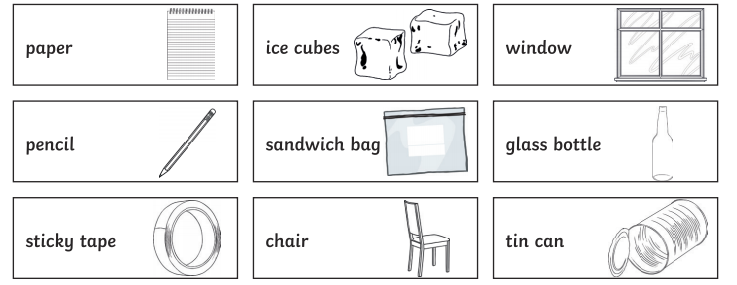 paper
ice cubes
window
pencil
sandwich bag
glass bottle
sticky tape
chair
tin can